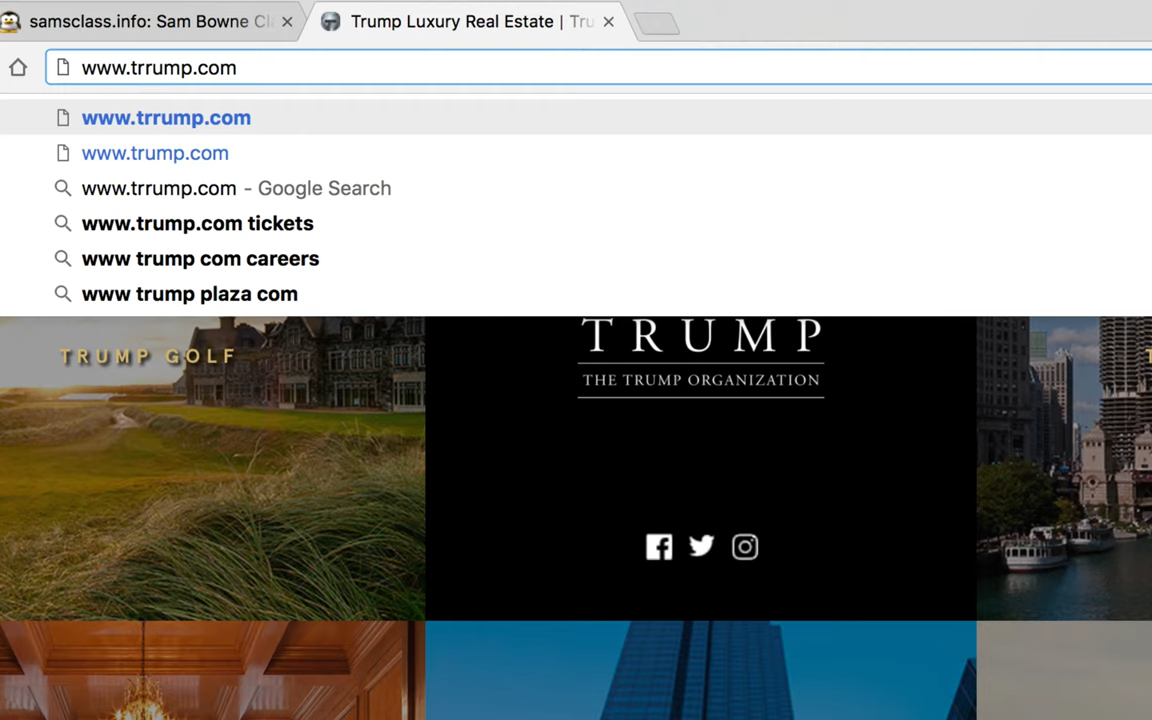 samsclass.info: Sam Bowne Cl
Trump Luxury Real Estate | Tru
www.trrump.com
www.trrump.com
www.trump.com
www.trrump.com - Google Search
www.trump.com tickets
www trump com careers
www trump plaza com
TRUMP GOLF
TRUMP
THE TRUMP ORGANIZATION
T